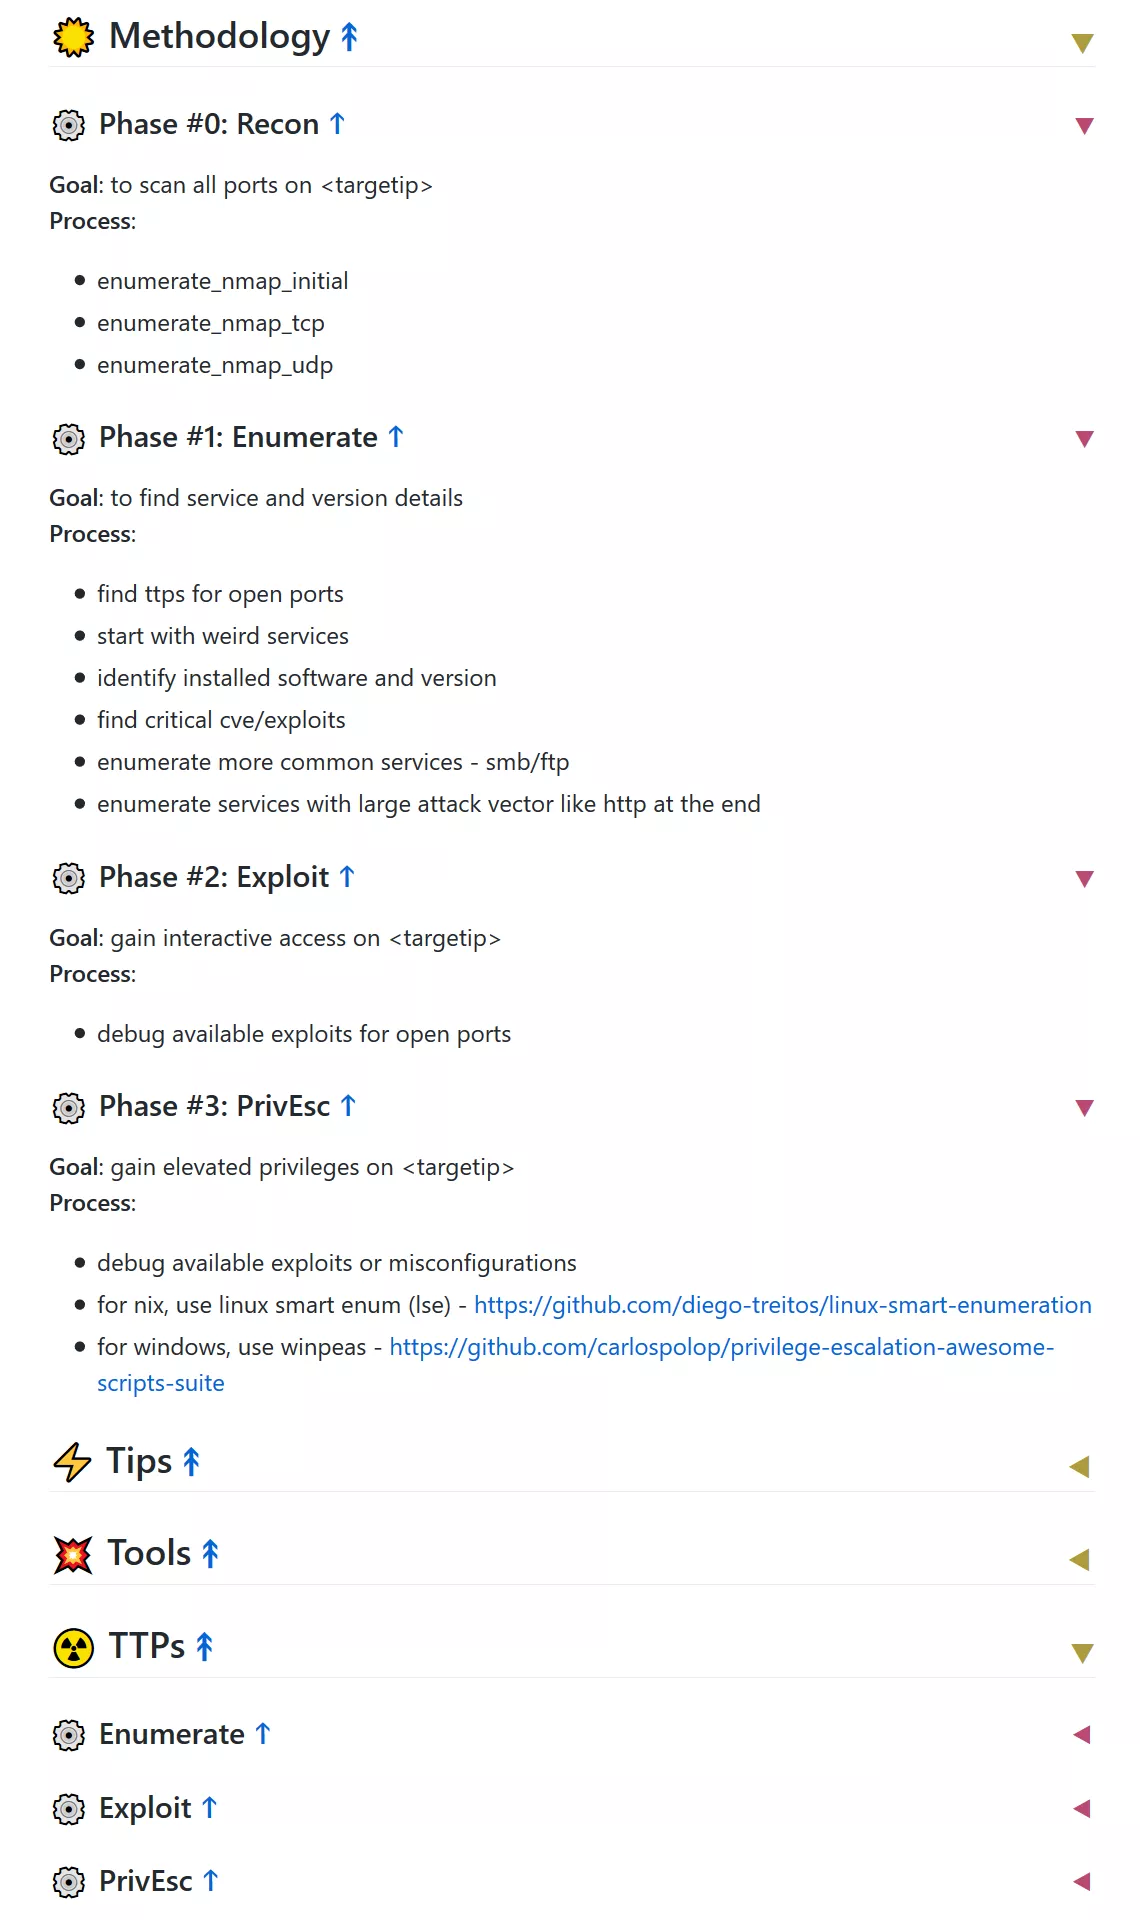 Methodology ↟
Phase #0: Recon ↑
Goal: to scan all ports on <targetip>
Process:
• enumerate_nmap_initial
• enumerate_nmap_tcp
• enumerate_nmap_udp
Phase #1: Enumerate ↑
Goal: to find service and version details
Process:
• find ttps for open ports
• start with weird services
• identify installed software and version
• find critical cve/exploits
• enumerate more common services - smb/ftp
• enumerate services with large attack vector like http at the end
Phase #2: Exploit ↑
Goal: gain interactive access on <targetip>
Process:
• debug available exploits for open ports
Phase #3: PrivEsc ↑
Goal: gain elevated privileges on <targetip>
Process:
• debug available exploits or misconfigurations
• for nix, use linux smart enum (lse) - https://github.com/diego-treitos/linux-smart-enumeration
• for windows, use winpeas - https://github.com/carlospolop/privilege-escalation-awesome-
scripts-suite
Tips ↟
Tools ↟
TTPs ↟
Enumerate ↑
Exploit ↑
PrivEsc ↑